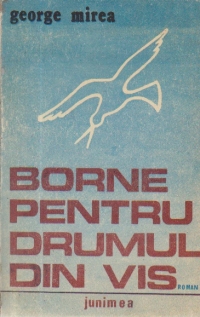 george mirea
BORNE
PENTRU
DRUMUL
DIN VIS
ROMAN
junimea